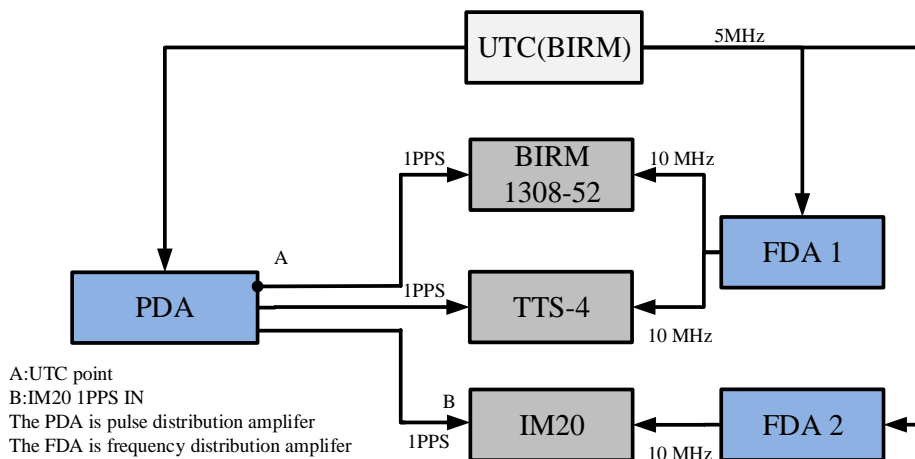 UTC(BIRM)
5MHz
1PPS
BIRM
1308-52
10 MHz
A
FDA 1
PDA
1PPS
TTS-4
10 MHz
A:UTC point
B:IM20 1PPS IN
The PDA is pulse distribution amplifer
The FDA is frequency distribution amplifer
B
1PPS
IM20
10 MHz
FDA 2